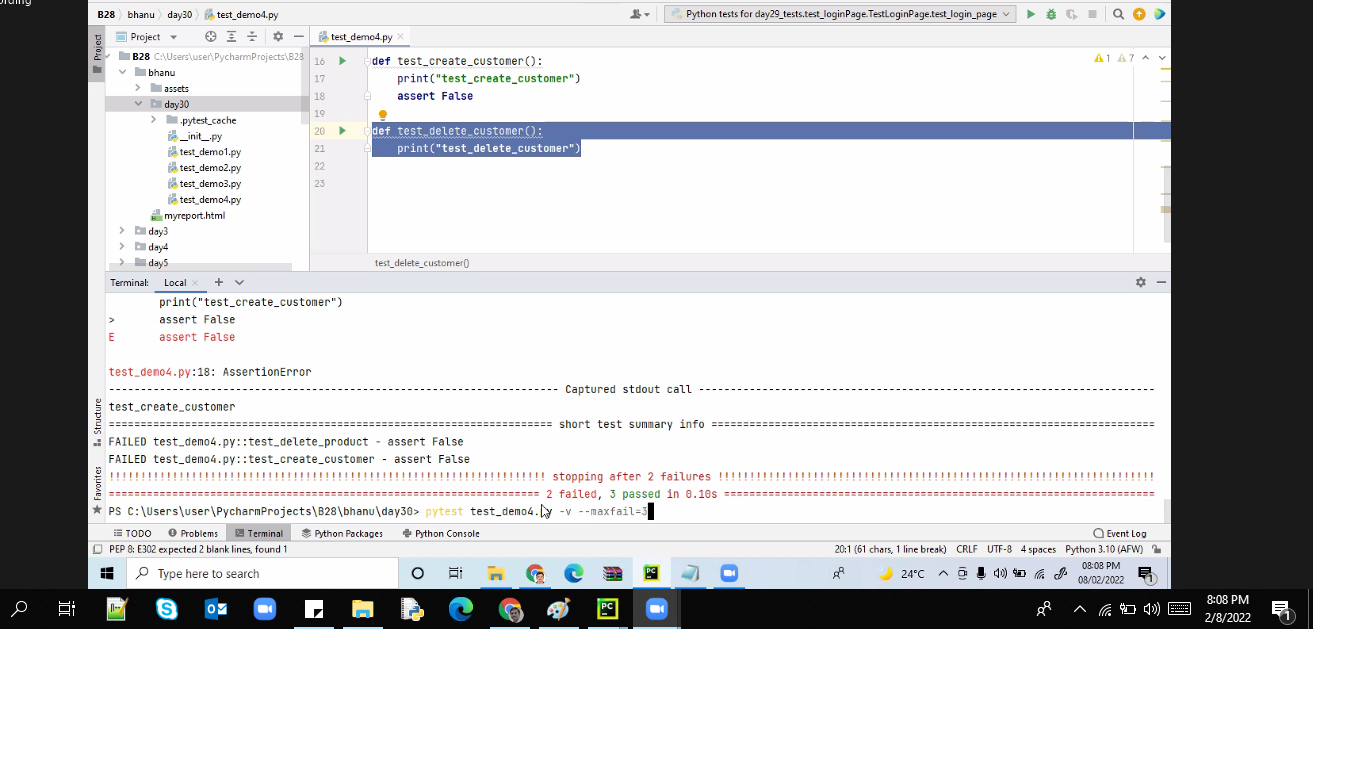 ording
B28 bhanu day30 test_demo4.py
Python tests for day29_tests.test_loginPage.TestLoginPage.test_login_page
Project
Project
test_demo4.py
B28 C:\Users\user\PycharmProjects\B28
bhanu
assets
day30
.pytest_cache
__init__.py
test_demo1.py
test_demo2.py
test_demo3.py
test_demo4.py
myreport.html
day3
day4
day5
16 def test_create_customer():
17 print("test_create_customer")
18 assert False
19
20 def test_delete_customer():
21 print("test_delete_customer")
22
23
1 7
test_delete_customer()
Terminal: Local
print("test_create_customer")
> assert False
E assert False
test_demo4.py:18: AssertionError
----------------------- Captured stdout call -----------------------
test_create_customer
======================= short test summary info =======================
FAILED test_demo4.py::test_delete_product - assert False
FAILED test_demo4.py::test_create_customer - assert False
!!!!!!!!!!!!!!!!!!!!!!! stopping after 2 failures !!!!!!!!!!!!!!!!!!!!!!!
======================= 2 failed, 3 passed in 0.10s =======================
PS C:\Users\user\PycharmProjects\B28\bhanu\day30> pytest test_demo4.py -v --maxfail=3
Structure
Favorites
TODO Problems Terminal Python Packages Python Console Event Log
PEP 8: E302 expected 2 blank lines, found 1 20:1 (61 chars, 1 line break) CRLF UTF-8 4 spaces Python 3.10 (AFW)
Type here to search
24°C
08:08 PM
08/02/2022
1
8:08 PM
2/8/2022
1